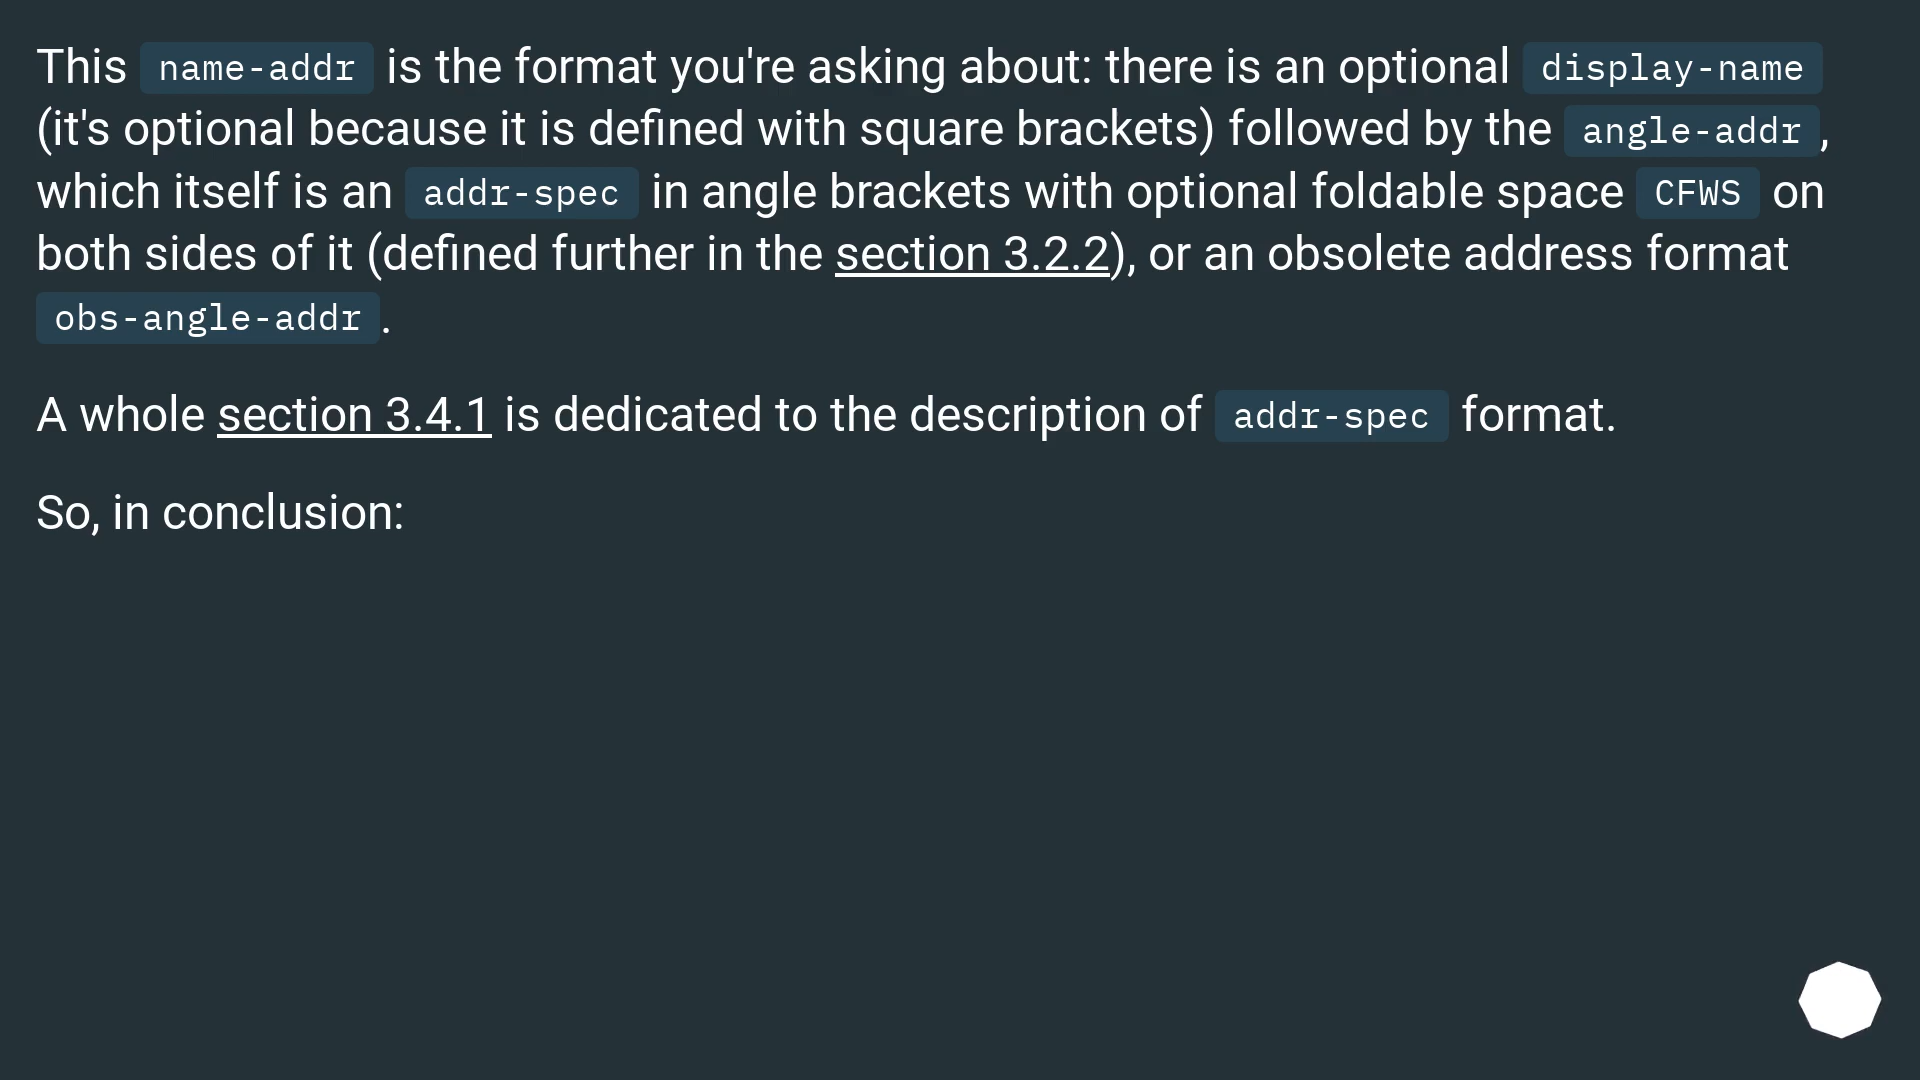 This name-addr is the format you're asking about: there is an optional display-name
(it's optional because it is defined with square brackets) followed by the angle-addr,
which itself is an addr-spec in angle brackets with optional foldable space CFWS on
both sides of it (defined further in the section 3.2.2), or an obsolete address format
obs-angle-addr.
A whole section 3.4.1 is dedicated to the description of addr-spec format.
So, in conclusion: